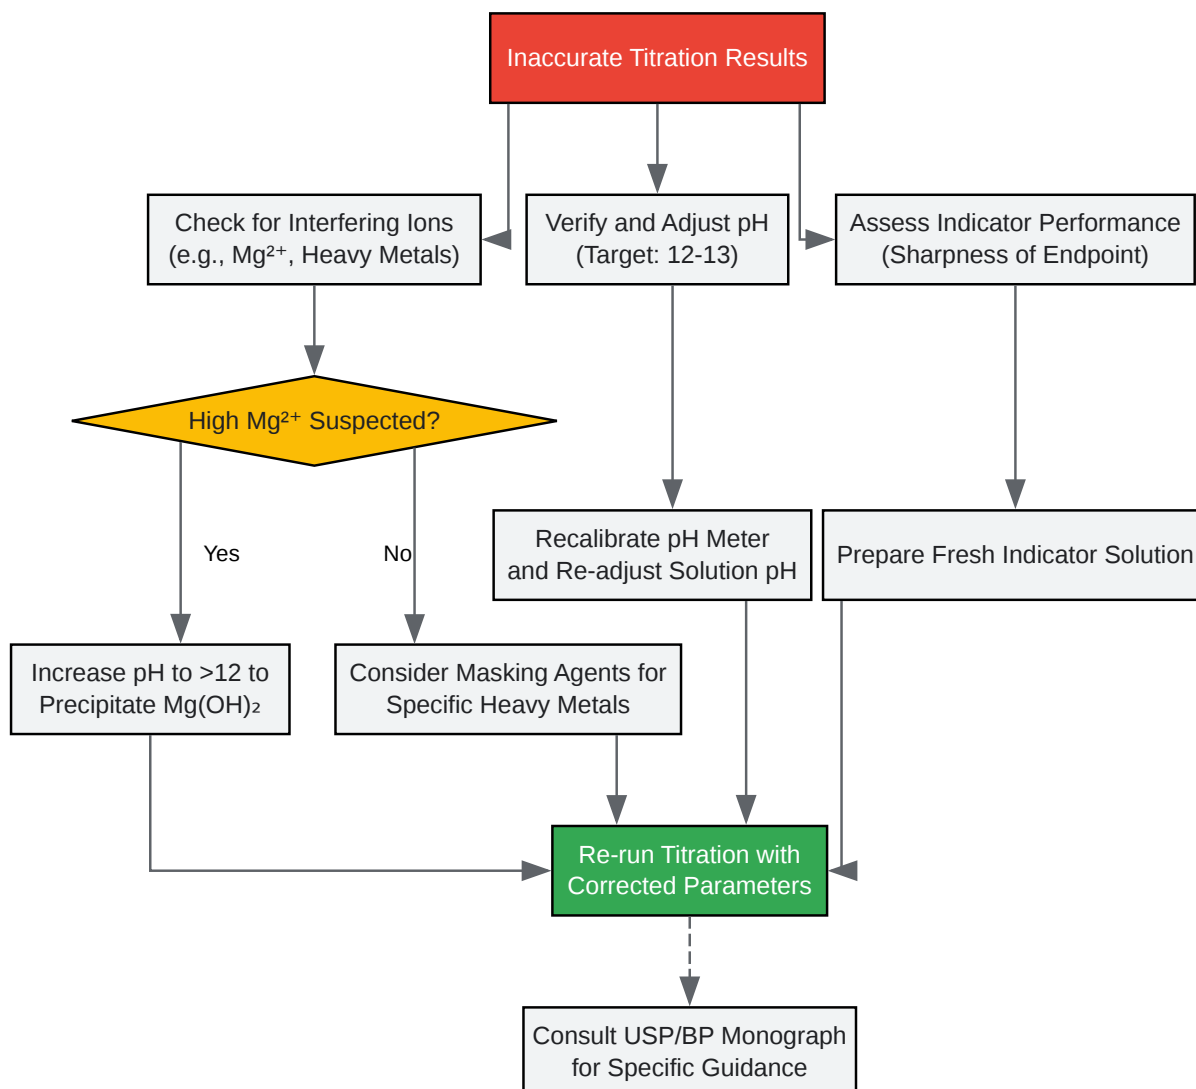 Inaccurate Titration Results
Check for Interfering Ions
(e.g., Mg²⁺, Heavy Metals)
Verify and Adjust pH
(Target: 12-13)
Assess Indicator Performance
(Sharpness of Endpoint)
High Mg²⁺ Suspected?
Yes
No
Recalibrate pH Meter
and Re-adjust Solution pH
Prepare Fresh Indicator Solution
Increase pH to >12 to
Precipitate Mg(OH)₂
Consider Masking Agents for
Specific Heavy Metals
Re-run Titration with
Corrected Parameters
Consult USP/BP Monograph
for Specific Guidance